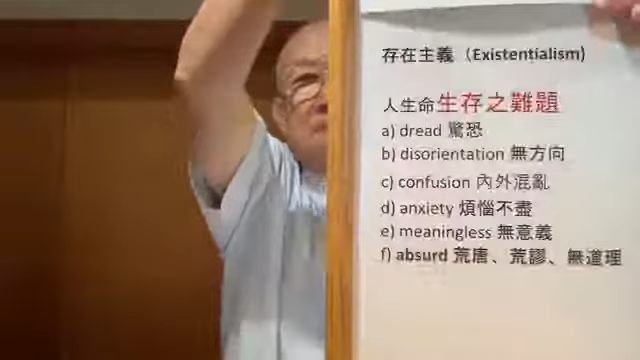 存在主義（Existentialism)
人生命生存之難題
a) dread 驚恐
b) disorientation 無方向
c) confusion 內外混亂
d) anxiety 煩惱不盡
e) meaningless 無意義
f) absurd 荒唐、荒謬、無道理